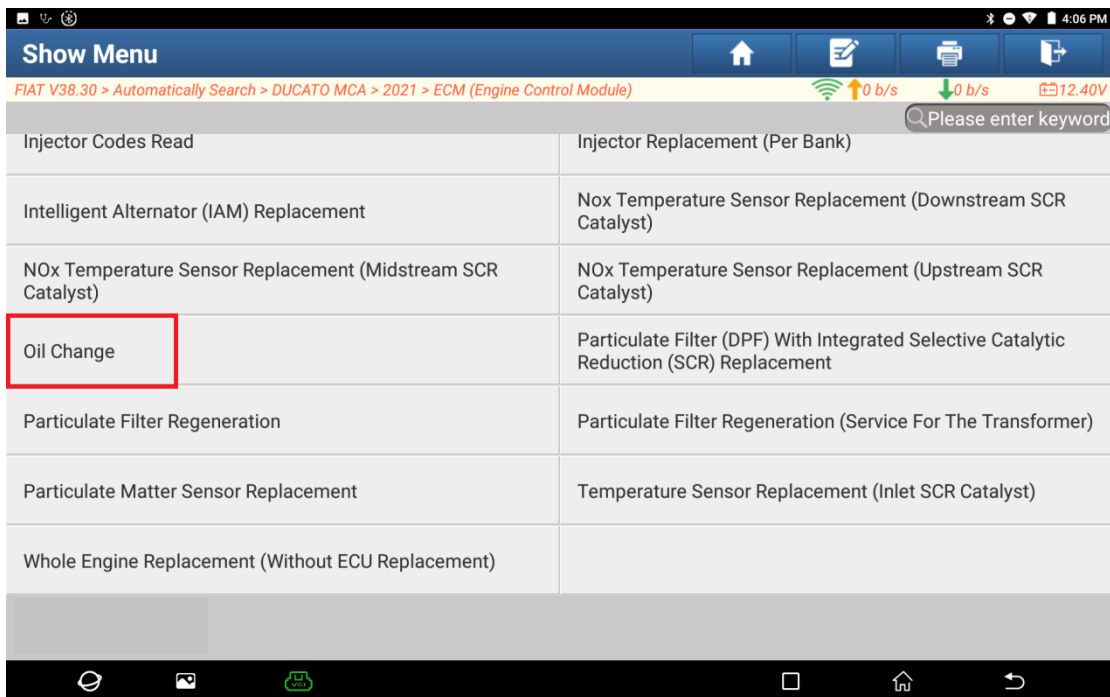 4:06 PM
Show Menu
FIAT V38.30 > Automatically Search > DUCATO MCA > 2021 > ECM (Engine Control Module)
0 b/s
0 b/s
12.40V
Please enter keyword
Injector Codes Read
Injector Replacement (Per Bank)
Intelligent Alternator (IAM) Replacement
Nox Temperature Sensor Replacement (Downstream SCR
Catalyst)
NOx Temperature Sensor Replacement (Midstream SCR
Catalyst)
NOx Temperature Sensor Replacement (Upstream SCR
Catalyst)
Oil Change
Particulate Filter (DPF) With Integrated Selective Catalytic
Reduction (SCR) Replacement
Particulate Filter Regeneration
Particulate Filter Regeneration (Service For The Transformer)
Particulate Matter Sensor Replacement
Temperature Sensor Replacement (Inlet SCR Catalyst)
Whole Engine Replacement (Without ECU Replacement)
VCI